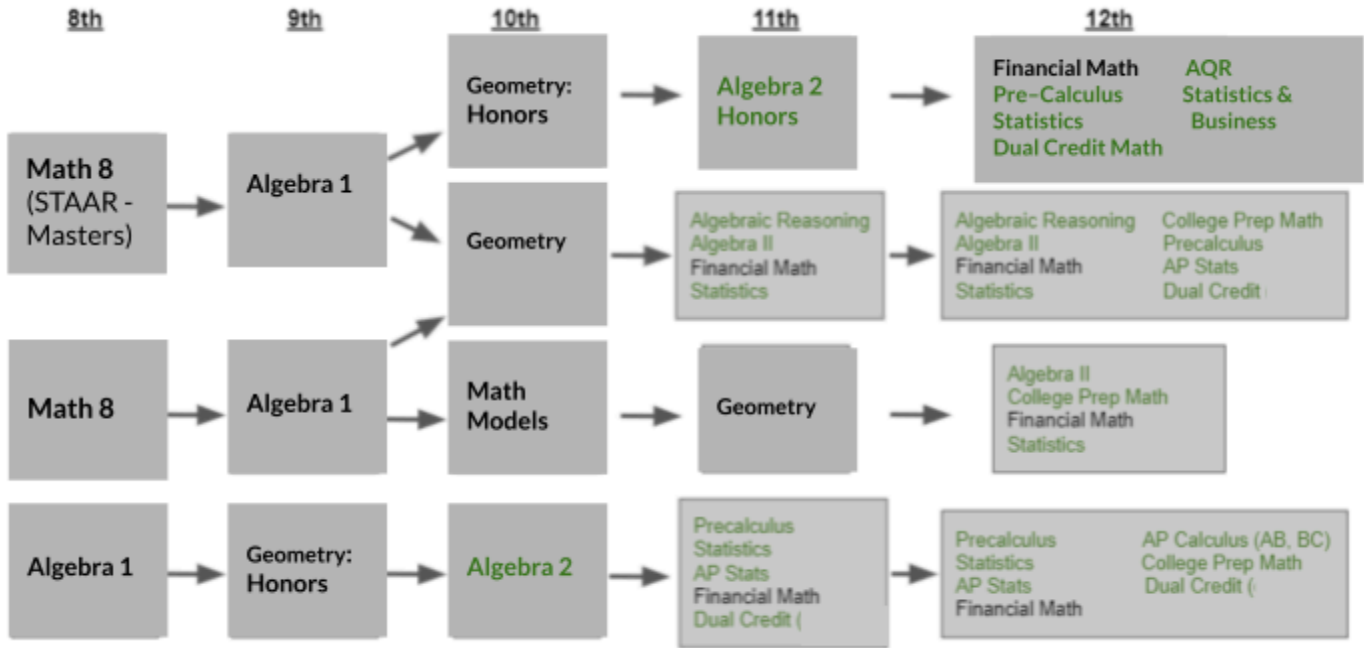 8th
9th
10th
11th
12th
Geometry:
Honors
Algebra 2
Honors
Financial Math
Pre-Calculus
Statistics
Dual Credit Math
AQR
Statistics &
Business
Math 8
(STAAR -
Masters)
Algebra 1
Geometry
Algebraic Reasoning
Algebra II
Financial Math
Statistics
Algebraic Reasoning
Algebra II
Financial Math
Statistics
College Prep Math
Precalculus
AP Stats
Dual Credit
Math 8
Algebra 1
Math
Models
Geometry
Algebra II
College Prep Math
Financial Math
Statistics
Algebra 1
Geometry:
Honors
Algebra 2
Precalculus
Statistics
AP Stats
Financial Math
Dual Credit (
Precalculus
Statistics
AP Stats
Financial Math
AP Calculus (AB, BC)
College Prep Math
Dual Credit (